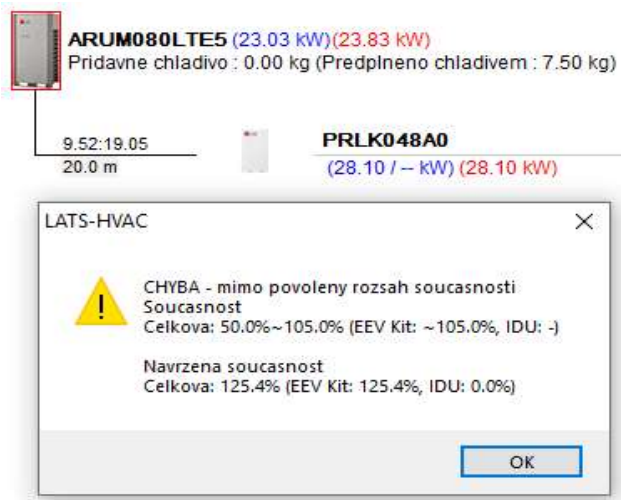 ARUM080LTE5 (23.03 kW)(23.83 kW)
Pridavne chladivo : 0.00 kg (Predplneno chladivem : 7.50 kg)
9.52:19.05
20.0 m
PRLK048A0
(28.10 / -- kW) (28.10 kW)
LATS-HVAC
CHYBA - mimo povoleny rozsah soucasnosti
Soucasnost
Celkova: 50.0%~105.0% (EEV Kit: ~105.0%, IDU: -)
Navrzena soucasnost
Celkova: 125.4% (EEV Kit: 125.4%, IDU: 0.0%)
OK